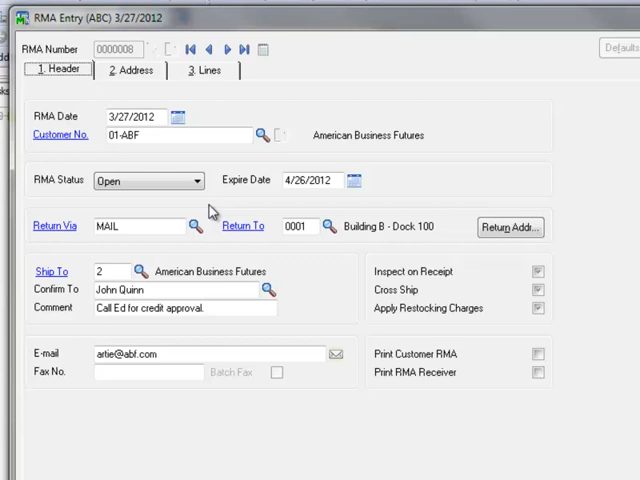 RMA Entry (ABC) 3/27/2012
RMA Number 0000008 Defaults
1. Header 2. Address 3. Lines
RMA Date 3/27/2012
Customer No. 01-ABF American Business Futures
RMA Status Open Expire Date 4/26/2012
Return Via MAIL Return To 0001 Building B - Dock 100 Return Addr...
Ship To 2 American Business Futures Inspect on Receipt
Confirm To John Quinn Cross Ship
Comment Call Ed for credit approval. Apply Restocking Charges
E-mail artie@abf.com Print Customer RMA
Fax No. Batch Fax Print RMA Receiver